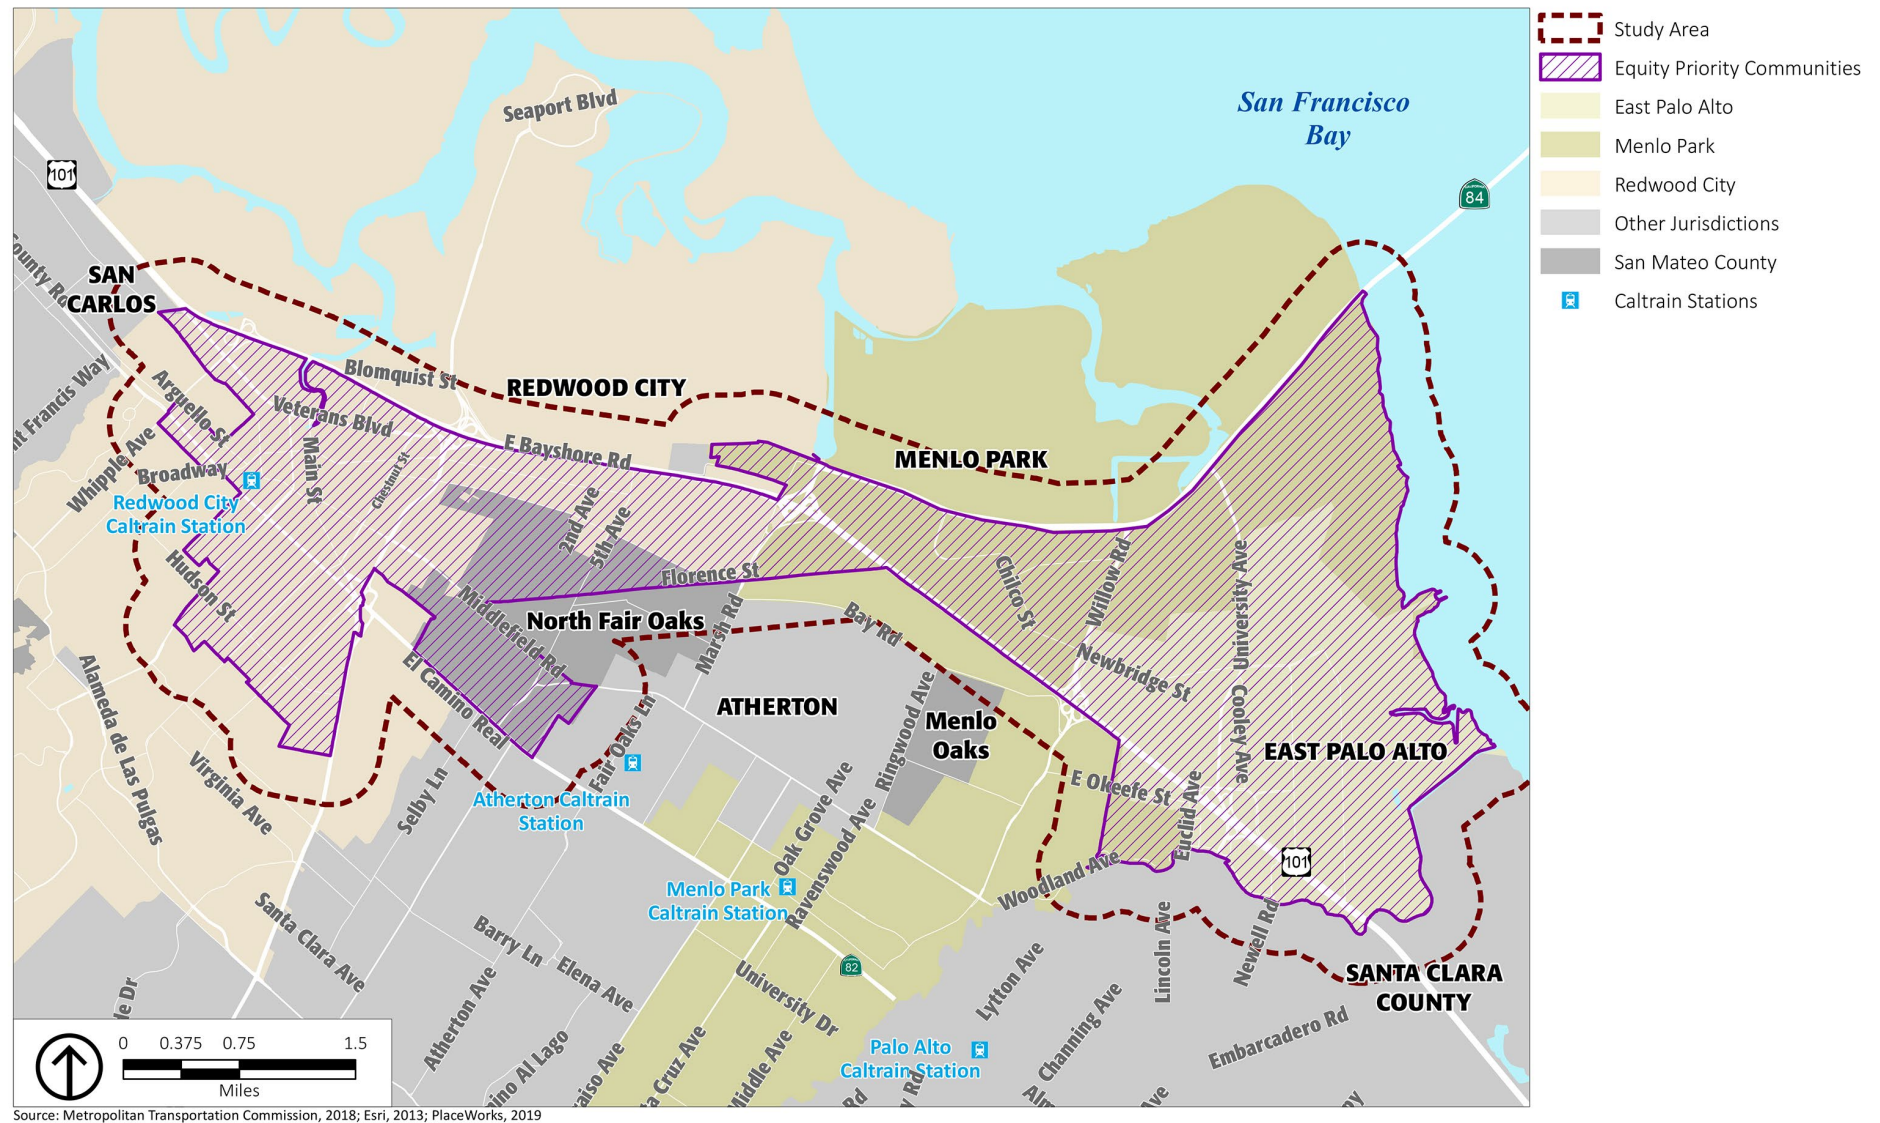 Seaport Blvd
San Francisco
Bay
101
84
County Rd
SAN
CARLOS
Blomquist St
REDWOOD CITY
Arguello St
Veterans Blvd
Whipple Ave
Broadway
Main St
Chestnut St
E Bayshore Rd
MENLO PARK
Redwood City
Caltrain Station
2nd Ave
5th Ave
Florence St
Chilco St
Willow Rd
University Ave
Hudson St
Middlefield Rd
North Fair Oaks
Marsh Rd
Bay Rd
Newbridge St
El Camino Real
Alameda de Las Pulgas
ATHERTON
Ringwood Ave
Menlo
Oaks
Cooley Ave
EAST PALO ALTO
Virginia Ave
Selby Ln
Fair Oaks Ln
Atherton Caltrain
Station
E Okeefe St
Euclid Ave
Oak Grove Ave
Ravenswood Ave
Menlo Park
Caltrain Station
Woodland Ave
101
Santa Clara Ave
Barry Ln
Elena Ave
Atherton Ave
82
University Dr
Lytton Ave
Lincoln Ave
Newell Rd
SANTA CLARA
COUNTY
Channing Ave
Embarcadero Rd
Palo Alto
Caltrain Station
Middle Ave
Study Area
Equity Priority Communities
East Palo Alto
Menlo Park
Redwood City
Other Jurisdictions
San Mateo County
Caltrain Stations
0 0.375 0.75 1.5
Miles
Source: Metropolitan Transportation Commission, 2018; Esri, 2013; PlaceWorks, 2019